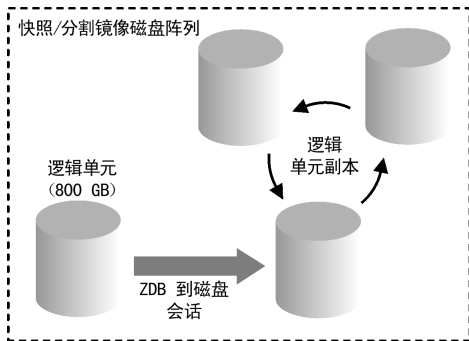 快照/分割镜像磁盘阵列
逻辑
单元副本
逻辑单元
(800 GB)
ZDB 到磁盘
会话